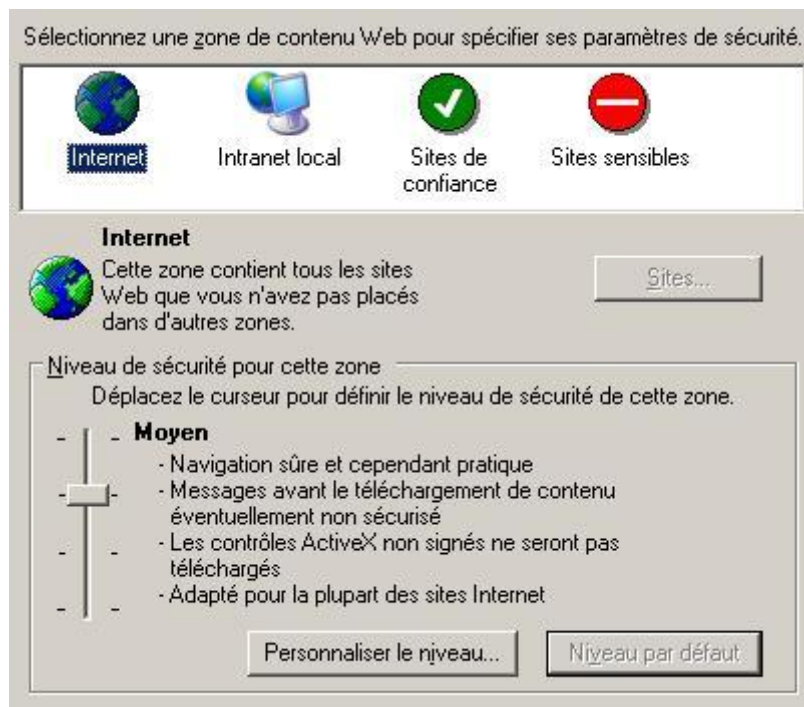 Sélectionnez une zone de contenu Web pour spécifier ses paramètres de sécurité.
Internet
Intranet local
Sites de
confiance
Sites sensibles
Internet
Cette zone contient tous les sites
Web que vous n'avez pas placés
dans d'autres zones.
Sites...
Niveau de sécurité pour cette zone
Déplacez le curseur pour définir le niveau de sécurité de cette zone.
Moyen
- Navigation sûre et cependant pratique
- Messages avant le téléchargement de contenu
éventuellement non sécurisé
- Les contrôles ActiveX non signés ne seront pas
téléchargés
- Adapté pour la plupart des sites Internet
Personnaliser le niveau...
Niveau par défaut